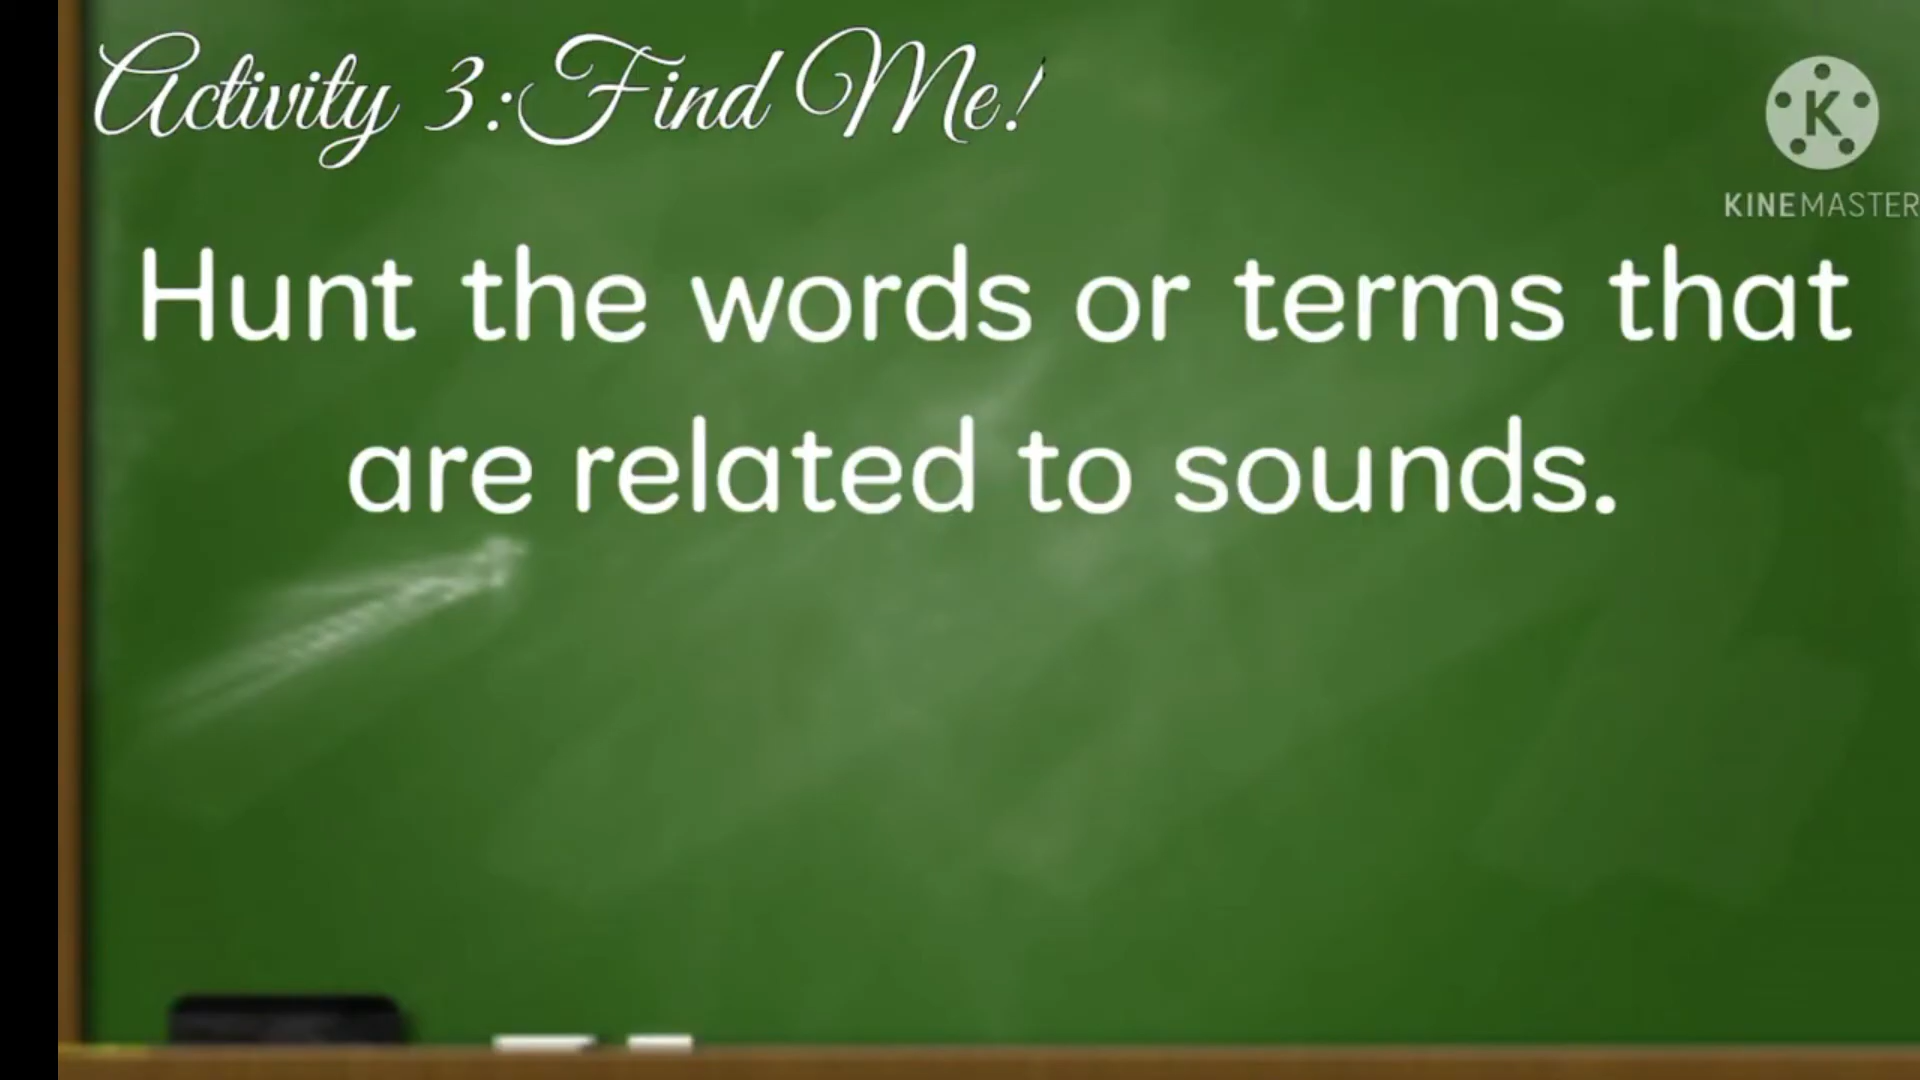 Activity 3:Find Me!
K
KINEMASTER
Hunt the words or terms that
are related to sounds.